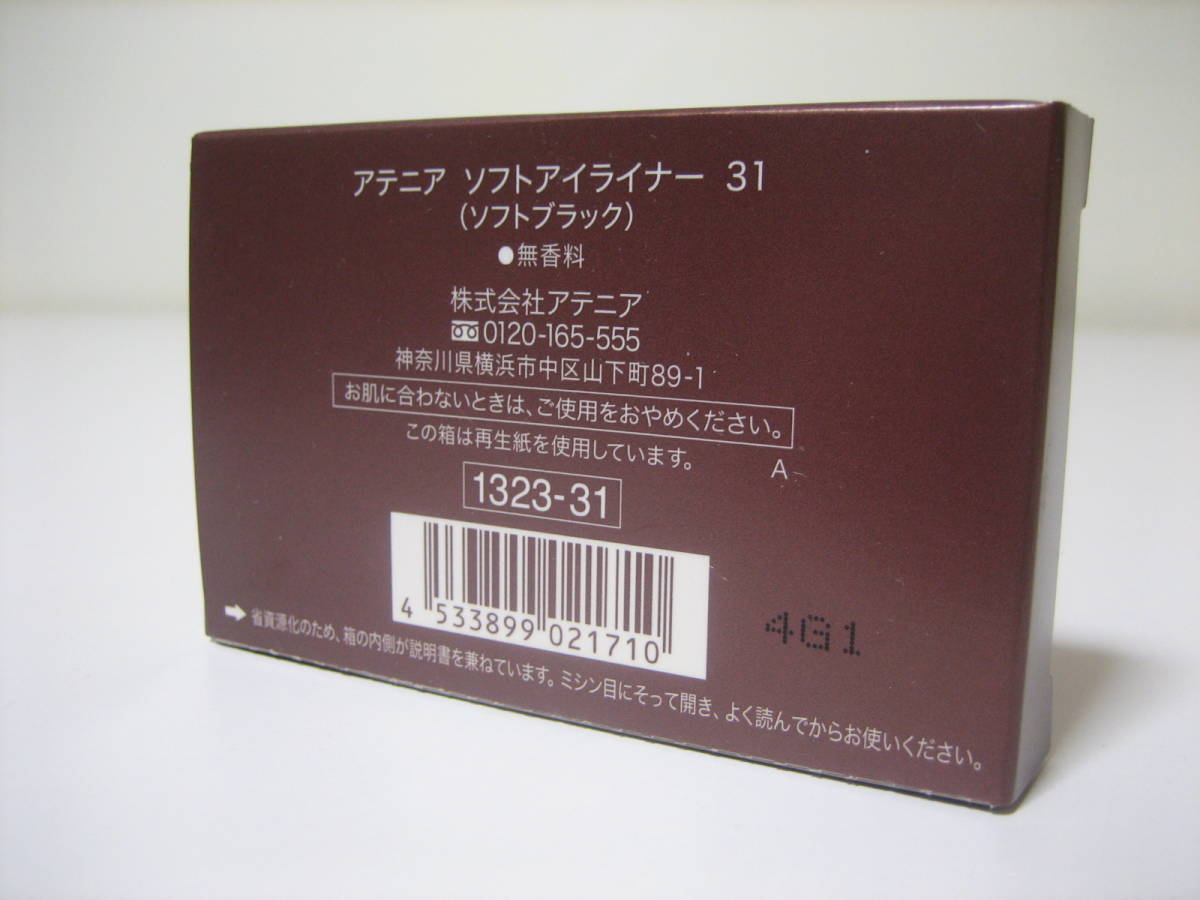 アテニア ソフトアイライナー 31
(ソフトブラック)
●無香料
株式会社アテニア
0120-165-555
神奈川県横浜市中区山下町89-1
お肌に合わないときは、ご使用をおやめください。
この箱は再生紙を使用しています。 A
1323-31
4 533899 021710
4G1
➡ 省資源化のため、箱の内側が説明書を兼ねています。ミシン目にそって開き、よく読んでからお使いください。